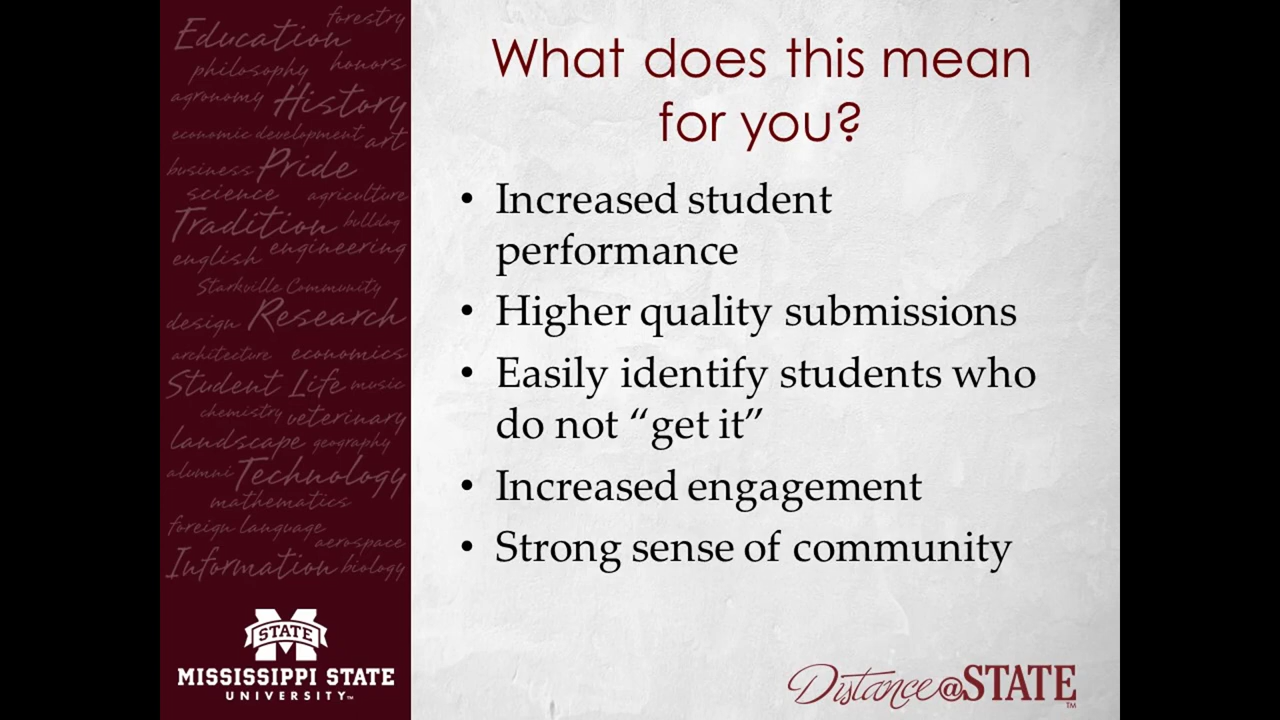 forestry
Education
philosophy honors
agronomy History
economic development art
business Pride
science agriculture
Tradition bulldog
english engineering
Starkville Community
design Research
architecture economics
Student Life music
chemistry veterinary
landscape geography
alumni Technology
mathematics
foreign language
aerospace
Information biology
STATE
MISSISSIPPI STATE
UNIVERSITY™
What does this mean
for you?
• Increased student
performance
• Higher quality submissions
• Easily identify students who
do not “get it”
• Increased engagement
• Strong sense of community
Distance@STATE
TM